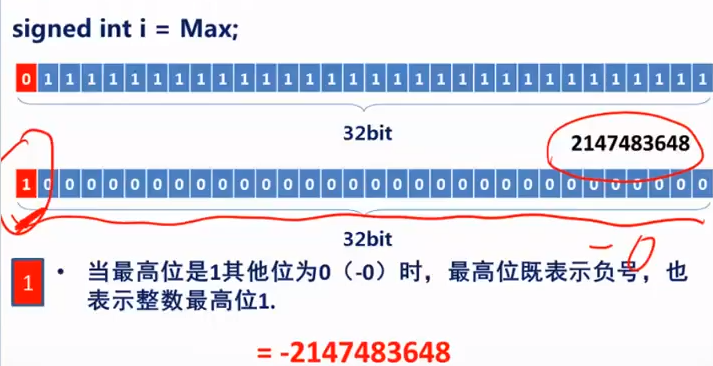 signed int i = Max;
0 1 1 1 1 1 1 1 1 1 1 1 1 1 1 1 1 1 1 1 1 1 1 1 1 1 1 1 1 1 1 1
32bit
2147483648
1 0 0 0 0 0 0 0 0 0 0 0 0 0 0 0 0 0 0 0 0 0 0 0 0 0 0 0 0 0 0 0
32bit
-0
1 • 当最高位是1其他位为0（-0）时，最高位既表示负号，也
表示整数最高位1.
= -2147483648